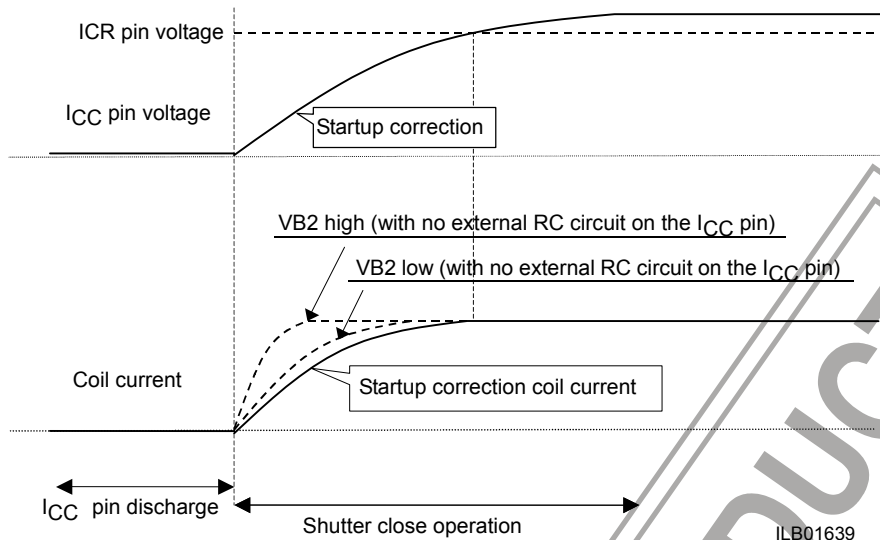 ICR pin voltage
ICC pin voltage
Startup correction
VB2 high (with no external RC circuit on the ICC pin)
VB2 low (with no external RC circuit on the ICC pin)
Coil current
Startup correction coil current
ICC pin discharge
Shutter close operation
ILB01639
DUCT